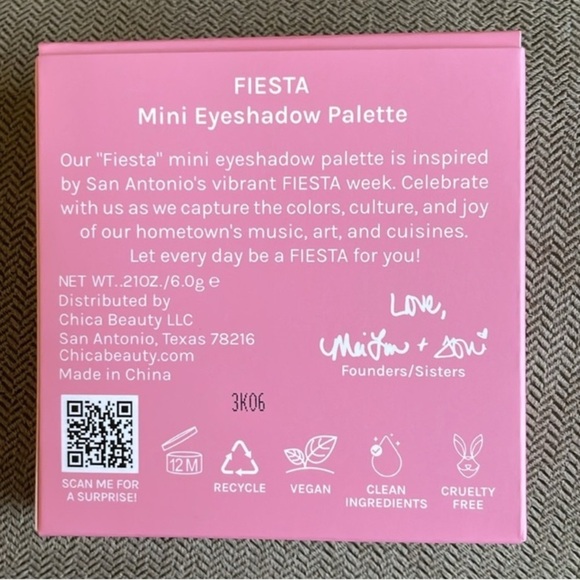 FIESTA
Mini Eyeshadow Palette
Our "Fiesta" mini eyeshadow palette is inspired
by San Antonio's vibrant FIESTA week. Celebrate
with us as we capture the colors, culture, and joy
of our hometown's music, art, and cuisines.
Let every day be a FIESTA for you!
NET WT..21OZ./6.0g ℮
Distributed by
Chica Beauty LLC
San Antonio, Texas 78216
Chicabeauty.com
Made in China
Love,
Founders/Sisters
3K06
12M
SCAN ME FOR
A SURPRISE!
RECYCLE
VEGAN
CLEAN
INGREDIENTS
CRUELTY
FREE